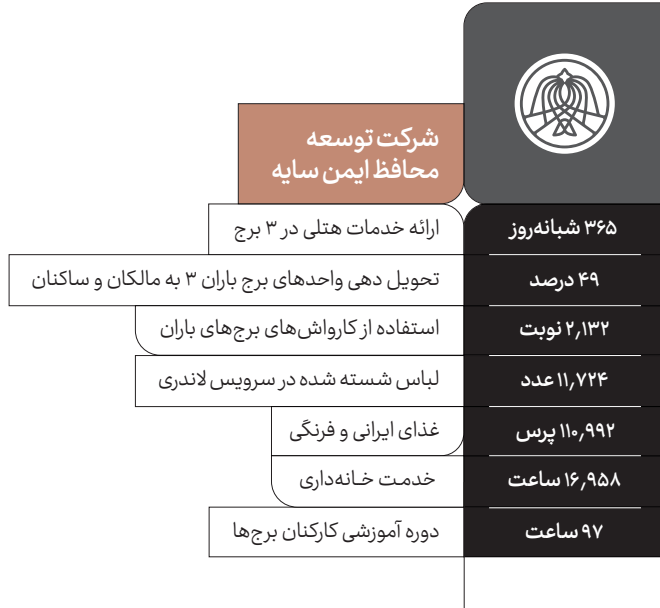 شرکت توسعه
محافظ ایمن سایه
۳۶۵ شبانه‌روز ارائه خدمات هتلی در ۳ برج
۴۹ درصد تحویل دهی واحدهای برج باران ۳ به مالکان و ساکنان
۲,۱۳۲ نوبت استفاده از کارواش‌های برج‌های باران
۱۱,۷۲۴ عدد لباس شسته شده در سرویس لاندری
۱۱۰,۹۹۲ پرس غذای ایرانی و فرنگی
۱۶,۹۵۸ ساعت خدمت خـانه‌داری
۹۷ ساعت دوره آموزشی کارکنان برج‌ها